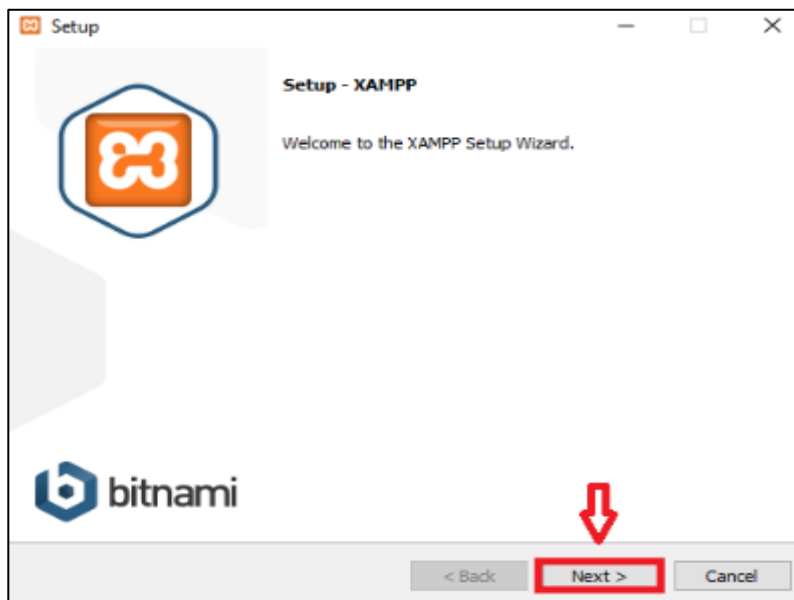 Setup
Setup - XAMPP
Welcome to the XAMPP Setup Wizard.
bitnami
< Back
Next >
Cancel